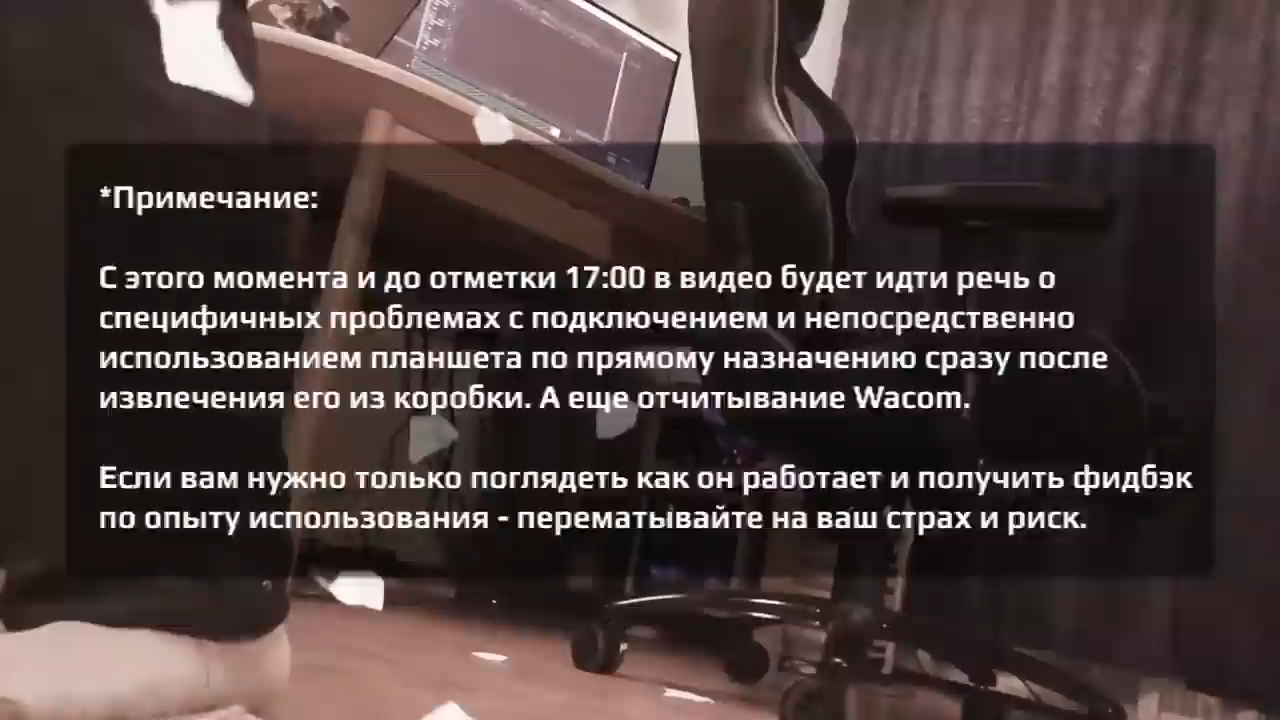 *Примечание:
С этого момента и до отметки 17:00 в видео будет идти речь о
специфичных проблемах с подключением и непосредственно
использованием планшета по прямому назначению сразу после
извлечения его из коробки. А еще отчитывание Wacom.
Если вам нужно только поглядеть как он работает и получить фидбэк
по опыту использования - перематывайте на ваш страх и риск.